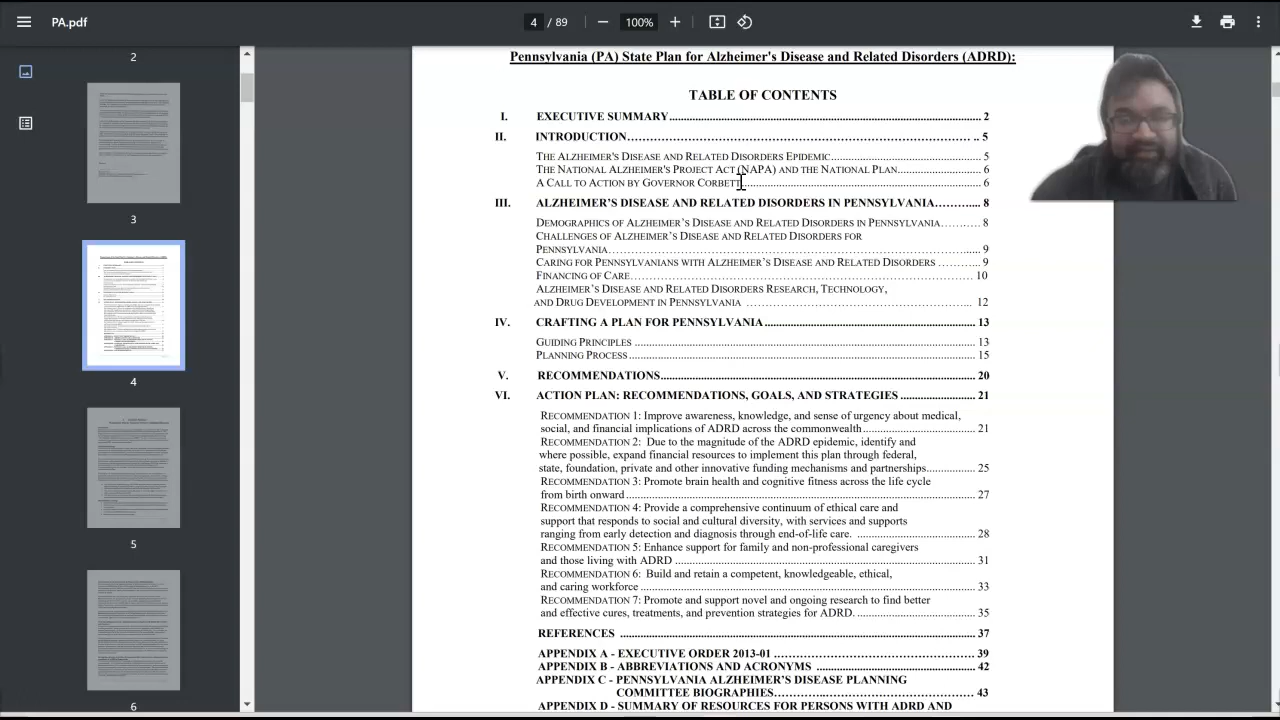 PA.pdf
4 / 89
100%
2
3
4
5
6
Pennsylvania (PA) State Plan for Alzheimer's Disease and Related Disorders (ADRD):
TABLE OF CONTENTS
I. EXECUTIVE SUMMARY 2
II. INTRODUCTION 5
THE ALZHEIMER'S DISEASE AND RELATED DISORDERS EPIDEMIC 5
THE NATIONAL ALZHEIMER'S PROJECT ACT (NAPA) AND THE NATIONAL PLAN 6
A CALL TO ACTION BY GOVERNOR CORBETT 6
III. ALZHEIMER'S DISEASE AND RELATED DISORDERS IN PENNSYLVANIA 8
DEMOGRAPHICS OF ALZHEIMER'S DISEASE AND RELATED DISORDERS IN PENNSYLVANIA 8
CHALLENGES OF ALZHEIMER'S DISEASE AND RELATED DISORDERS FOR
PENNSYLVANIA 9
CARING FOR PENNSYLVANIANS WITH ALZHEIMER'S DISEASE AND RELATED DISORDERS 9
FINANCING OF CARE 10
ALZHEIMER'S DISEASE AND RELATED DISORDERS RESEARCH, TECHNOLOGY,
AND DRUG DEVELOPMENT IN PENNSYLVANIA 12
IV. DRAFTING A PLAN FOR PENNSYLVANIA 13
GUIDING PRINCIPLES 13
PLANNING PROCESS 15
V. RECOMMENDATIONS 20
VI. ACTION PLAN: RECOMMENDATIONS, GOALS, AND STRATEGIES 21
RECOMMENDATION 1: Improve awareness, knowledge, and sense of urgency about medical,
social, and financial implications of ADRD across the commonwealth 21
RECOMMENDATION 2: Due to the magnitude of the ADRD epidemic, identify and
where possible, expand financial resources to implement this plan through federal,
state, foundation, private and other innovative funding mechanisms and partnerships 25
RECOMMENDATION 3: Promote brain health and cognitive fitness across the life cycle
from birth onward 27
RECOMMENDATION 4: Provide a comprehensive continuum of ethical care and
support that responds to social and cultural diversity, with services and supports
ranging from early detection and diagnosis through end-of-life care. 28
RECOMMENDATION 5: Enhance support for family and non-professional caregivers
and those living with ADRD 31
RECOMMENDATION 6: Build and retain a competent, knowledgeable, ethical,
and caring workforce 33
RECOMMENDATION 7: Promote and support novel and ongoing research to find better
and effective cures, treatments, and prevention strategies for ADRD. 35
REFERENCES 37
APPENDIX A - EXECUTIVE ORDER 2013-01 39
APPENDIX B - ABBREVIATIONS AND ACRONYMS 42
APPENDIX C - PENNSYLVANIA ALZHEIMER'S DISEASE PLANNING
COMMITTEE BIOGRAPHIES 43
APPENDIX D - SUMMARY OF RESOURCES FOR PERSONS WITH ADRD AND